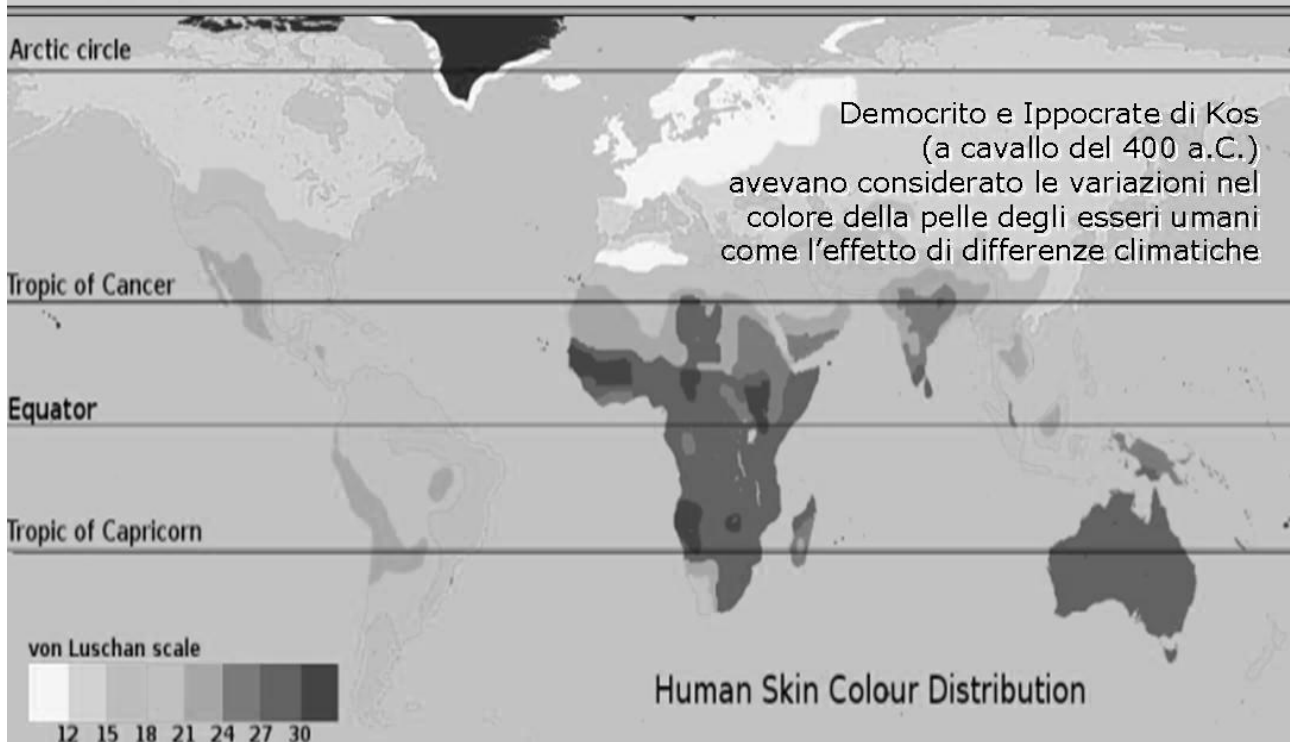 Arctic circle
Democrito e Ippocrate di Kos
(a cavallo del 400 a.C.)
avevano considerato le variazioni nel
colore della pelle degli esseri umani
come l'effetto di differenze climatiche
Tropic of Cancer
Equator
Tropic of Capricorn
von Luschan scale
12 15 18 21 24 27 30
Human Skin Colour Distribution